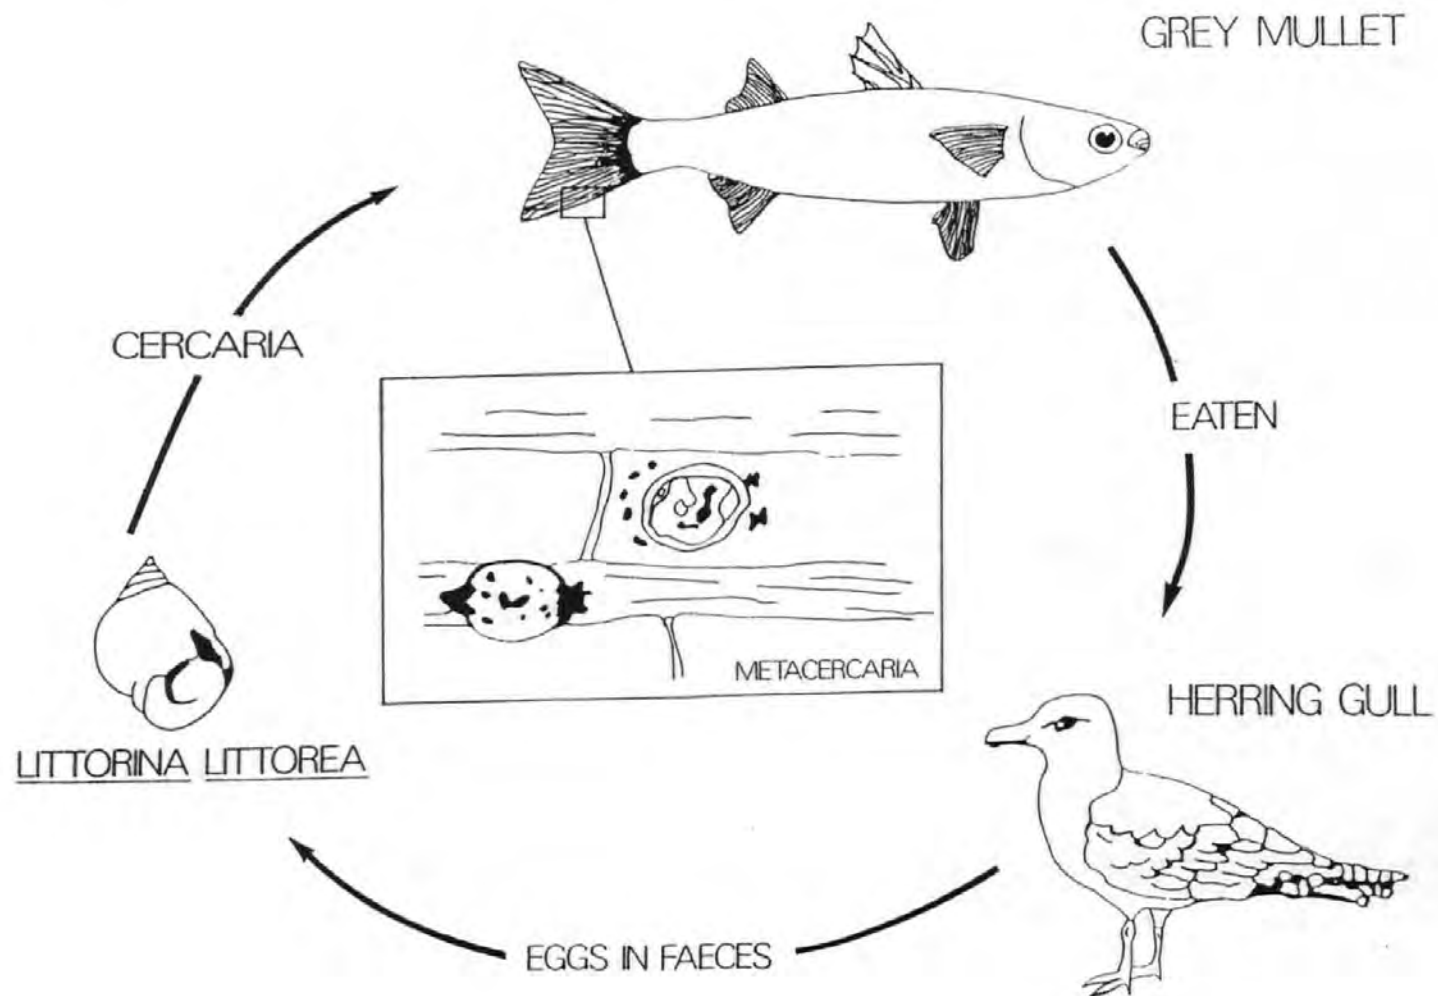 GREY MULLET
CERCARIA
EATEN
METACERCARIA
HERRING GULL
LITTORINA LITTOREA
EGGS IN FAECES